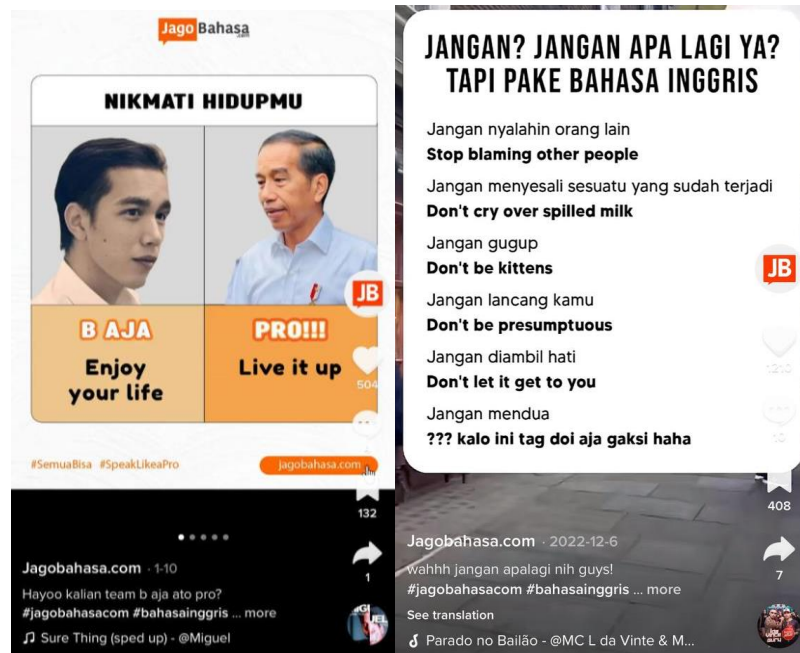 JagoBahasa
.com
NIKMATI HIDUPMU
B AJA
PRO!!!
Enjoy
your life
Live it up
JB
504
#SemuaBisa #SpeakLikeaPro
jagobahasa.com
132
1
Jagobahasa.com · 1-10
Hayoo kalian team b aja ato pro?
#jagobahasacom #bahasainggris ... more
Sure Thing (sped up) - @Miguel
JANGAN? JANGAN APA LAGI YA?
TAPI PAKE BAHASA INGGRIS
Jangan nyalahin orang lain
Stop blaming other people
Jangan menyesali sesuatu yang sudah terjadi
Don't cry over spilled milk
Jangan gugup
Don't be kittens
Jangan lancang kamu
Don't be presumptuous
Jangan diambil hati
Don't let it get to you
Jangan mendua
??? kalo ini tag doi aja gaksi haha
JB
1210
10
408
7
Jagobahasa.com · 2022-12-6
wahhh jangan apalagi nih guys!
#jagobahasacom #bahasainggris ... more
See translation
Parado no Bailão - @MC L da Vinte & M...